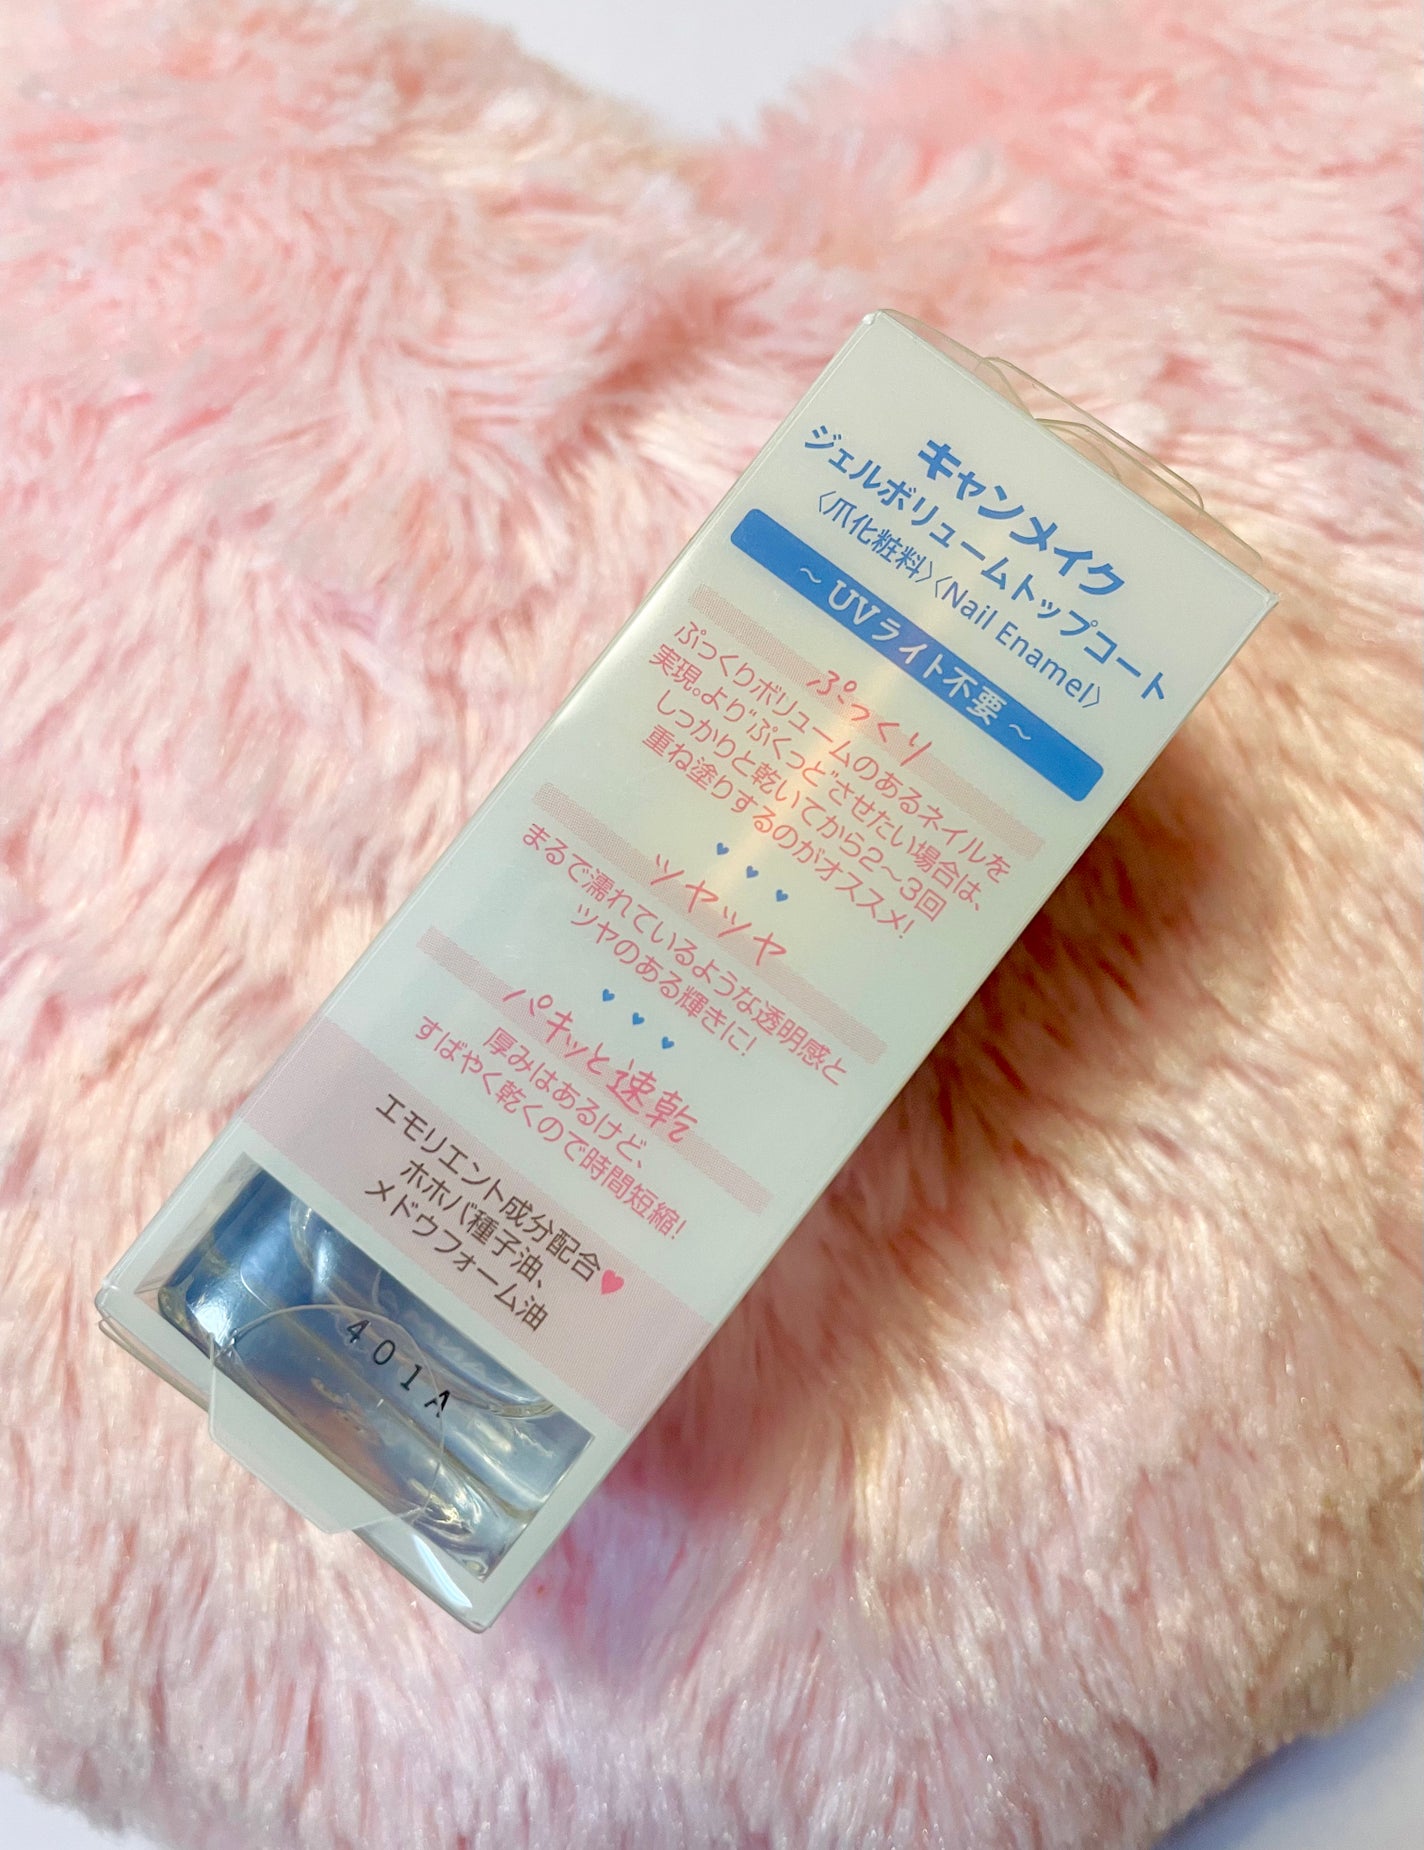 キャンメイク
ジェルボリュームトップコート
〈爪化粧料〉〈Nail Enamel〉
～ UVライト不要 ～
ぷっくり
ぷっくりボリュームのあるネイルを
実現。より"ぷくっと"させたい場合は、
しっかりと乾いてから2～3回
重ね塗りするのがオススメ!
ツヤツヤ
まるで濡れているような透明感と
ツヤのある輝きに!
パキッと速乾
厚みはあるけど、
すばやく乾くので時間短縮!
エモリエント成分配合♥
ホホバ種子油、
メドウフォーム油
401A